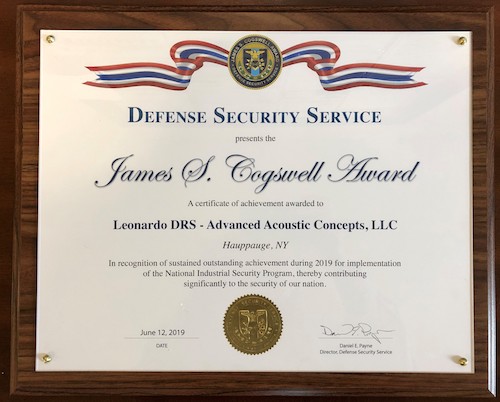 DEFENSE SECURITY SERVICE
presents the
James S. Cogswell Award
A certificate of achievement awarded to
Leonardo DRS - Advanced Acoustic Concepts, LLC
Hauppauge, NY
In recognition of sustained outstanding achievement during 2019 for implementation
of the National Industrial Security Program, thereby contributing
significantly to the security of our nation.
June 12, 2019
DATE
Daniel E. Payne
Director, Defense Security Service